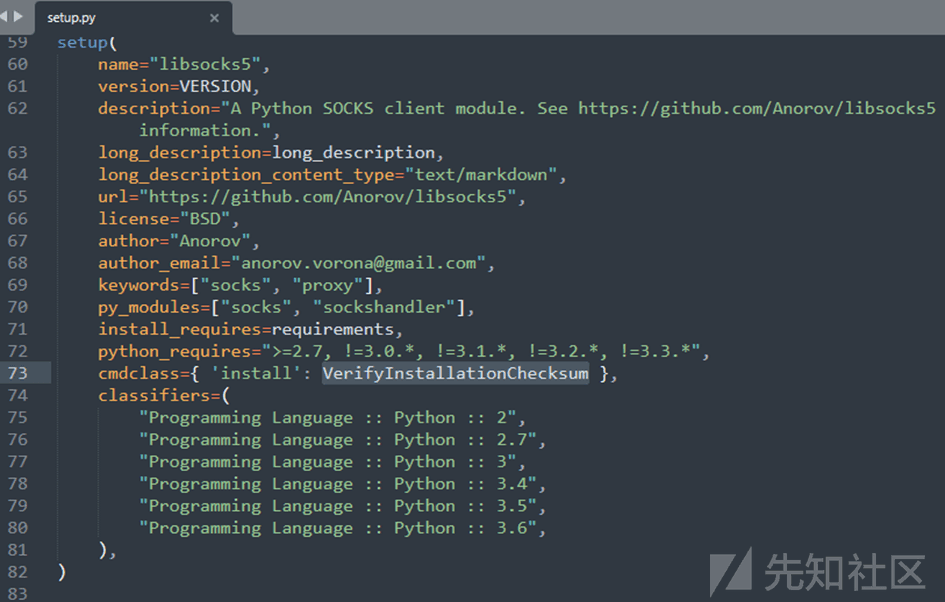 setup.py
59 setup(
60     name="libsocks5",
61     version=VERSION,
62     description="A Python SOCKS client module. See https://github.com/Anorov/libsocks5
            information.",
63     long_description=long_description,
64     long_description_content_type="text/markdown",
65     url="https://github.com/Anorov/libsocks5",
66     license="BSD",
67     author="Anorov",
68     author_email="anorov.vorona@gmail.com",
69     keywords=["socks", "proxy"],
70     py_modules=["socks", "sockshandler"],
71     install_requires=requirements,
72     python_requires=">=2.7, !=3.0.*, !=3.1.*, !=3.2.*, !=3.3.*",
73     cmdclass={ 'install': VerifyInstallationChecksum },
74     classifiers=(
75         "Programming Language :: Python :: 2",
76         "Programming Language :: Python :: 2.7",
77         "Programming Language :: Python :: 3",
78         "Programming Language :: Python :: 3.4",
79         "Programming Language :: Python :: 3.5",
80         "Programming Language :: Python :: 3.6",
81     ),
82 )
83
先知社区